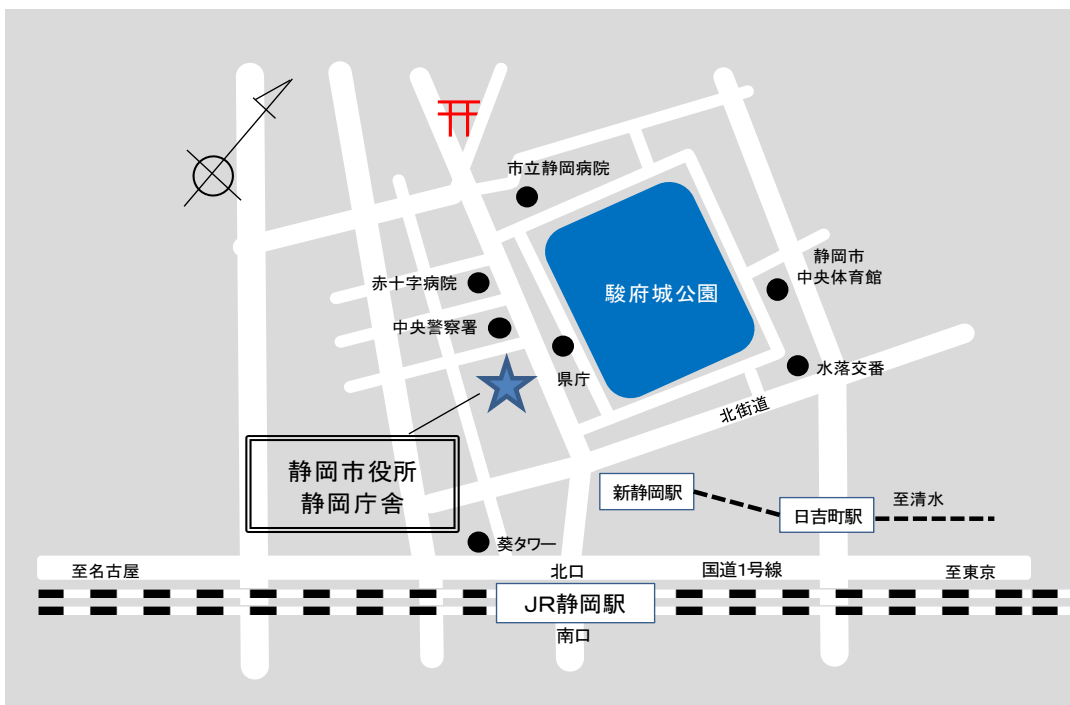 市立静岡病院
静岡市
中央体育館
赤十字病院
駿府城公園
中央警察署
県庁
水落交番
北街道
静岡市役所
静岡庁舎
新静岡駅
至清水
日吉町駅
葵タワー
至名古屋
北口
国道1号線
至東京
JR静岡駅
南口